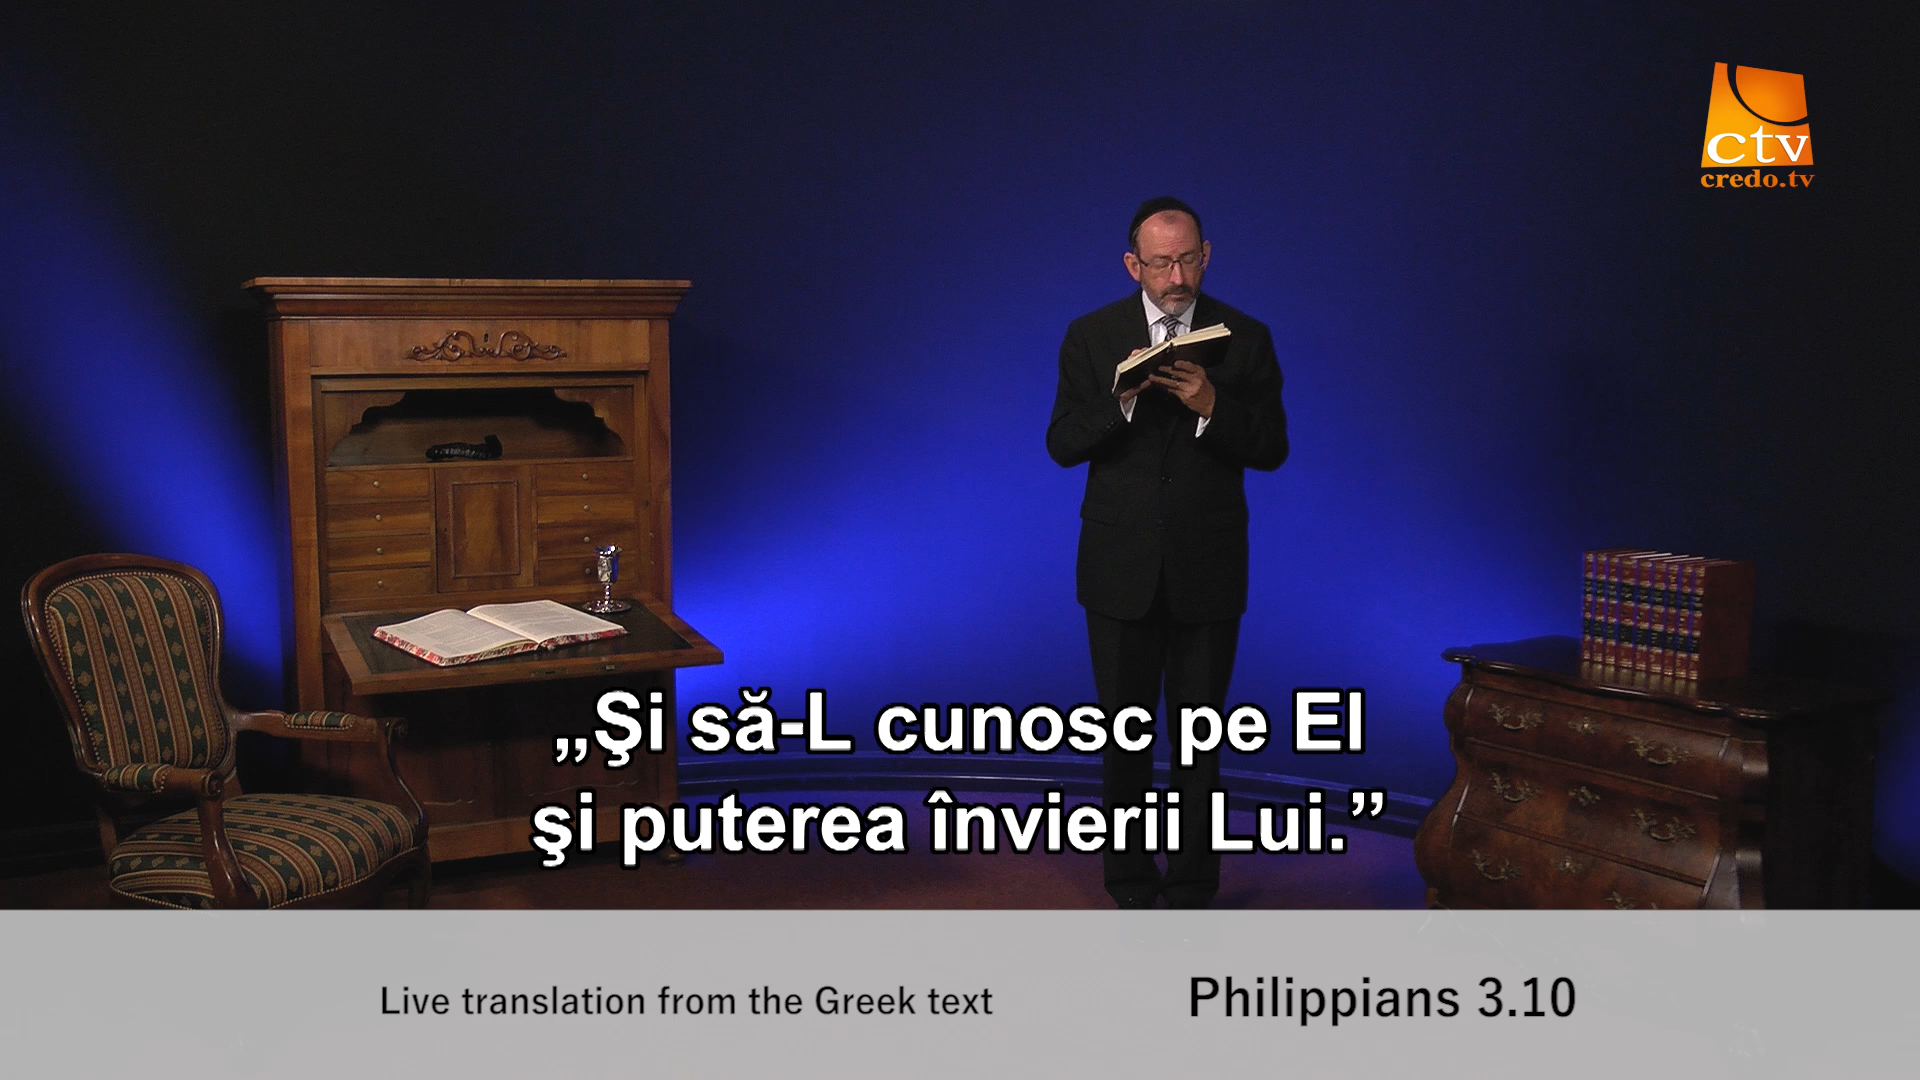 ctv
credo.tv
„Şi să-L cunosc pe El
şi puterea învierii Lui.”
Live translation from the Greek text
Philippians 3.10